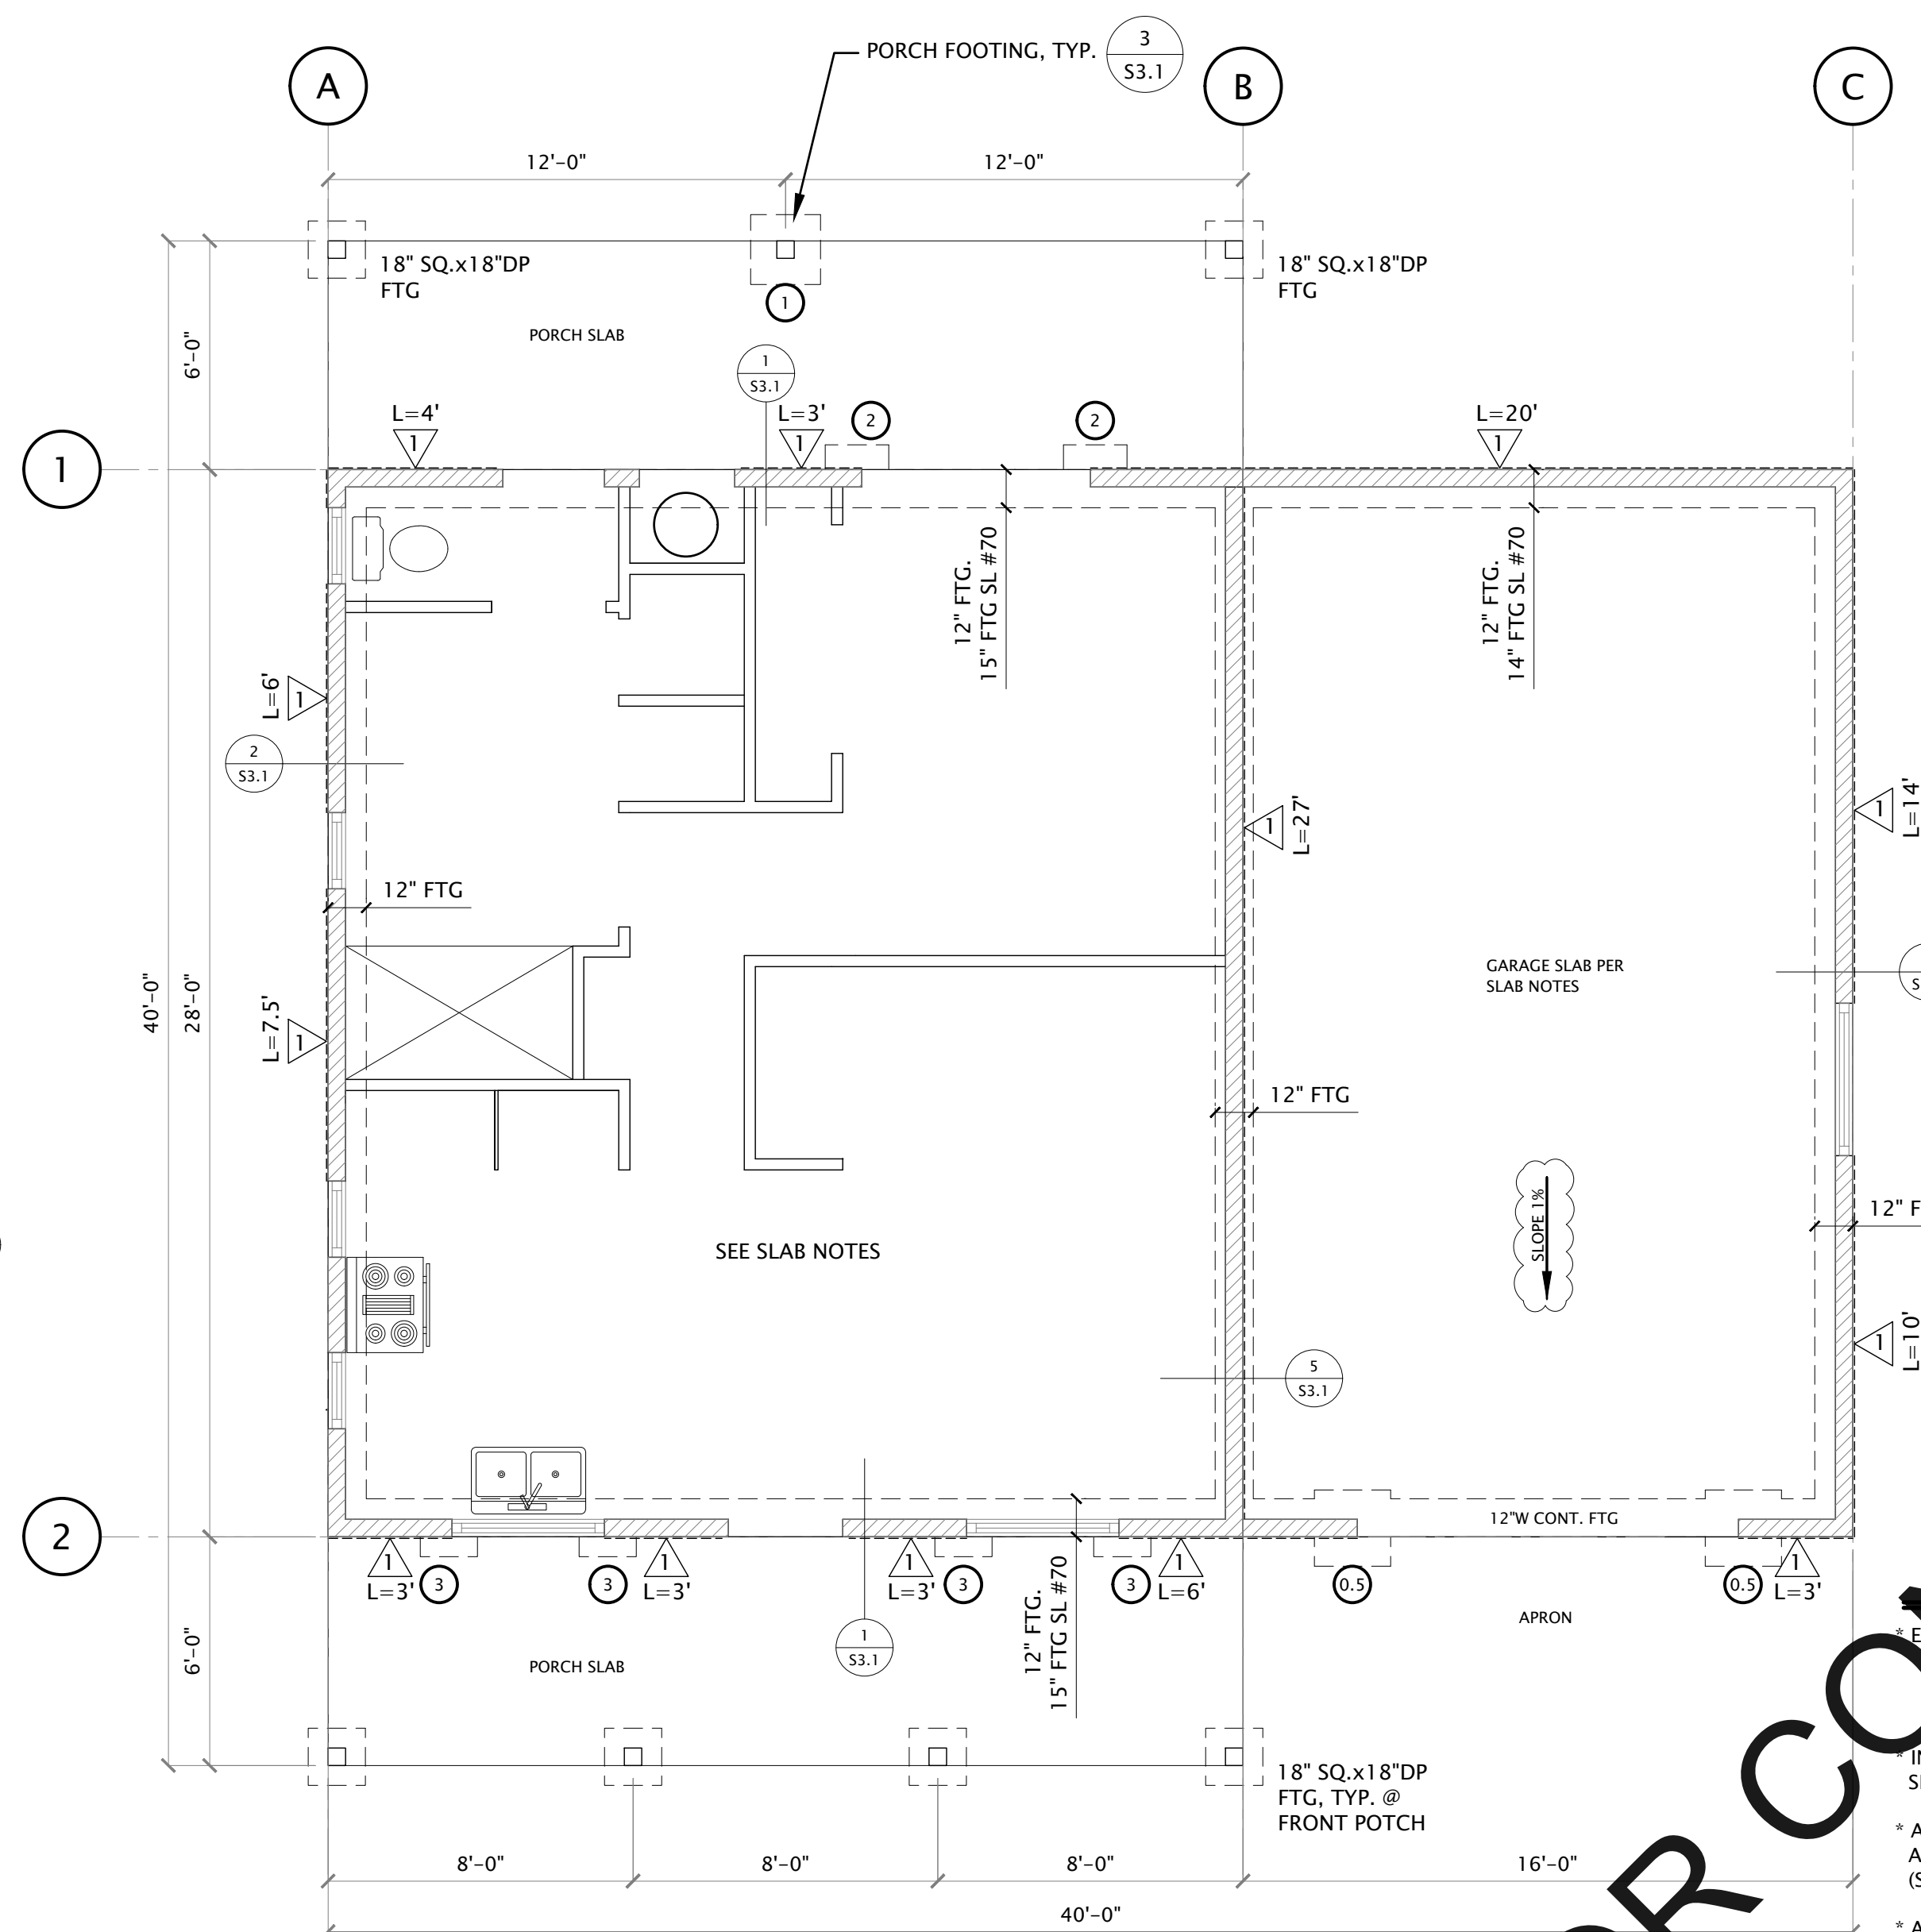 PORCH FOOTING, TYP.
3
S3.1
A
B
C
12'-0"
12'-0"
18" SQ.x18"DP
FTG
1
18" SQ.x18"DP
FTG
PORCH SLAB
6'-0"
1
S3.1
L=4'
1
L=3'
1
2
2
L=20'
1
1
12" FTG.
15" FTG SL #70
12" FTG.
14" FTG SL #70
L=6'
1
2
S3.1
1
L=27'
1
L=14'
12" FTG
40'-0"
28'-0"
L=7.5'
1
GARAGE SLAB PER
SLAB NOTES
12" FTG
SLOPE 1%
12" F
SEE SLAB NOTES
1
L=10'
5
S3.1
12"W CONT. FTG
2
1
L=3'
3
3
1
L=3'
1
L=3'
3
3
1
L=6'
0.5
0.5
1
L=3'
12" FTG.
15" FTG SL #70
APRON
1
S3.1
6'-0"
PORCH SLAB
18" SQ.x18"DP
FTG, TYP. @
FRONT POTCH
8'-0"
8'-0"
8'-0"
16'-0"
40'-0"